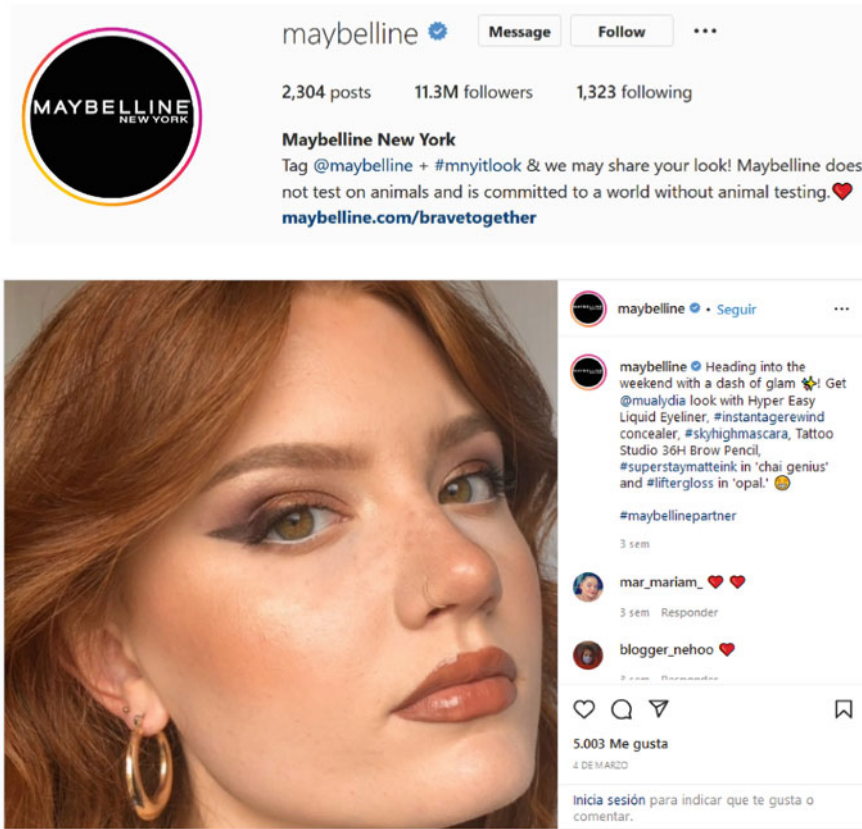 MAYBELLINE
NEW YORK
maybelline Message Follow
2,304 posts 11.3M followers 1,323 following
Maybelline New York
Tag @maybelline + #mnyitlook & we may share your look! Maybelline does
not test on animals and is committed to a world without animal testing.❤️
maybelline.com/bravetogether
maybelline • Seguir
maybelline Heading into the
weekend with a dash of glam ✨! Get
@mualydia look with Hyper Easy
Liquid Eyeliner, #instantagerewind
concealer, #skyhighmascara, Tattoo
Studio 36H Brow Pencil,
#superstaymatteink in 'chai genius'
and #liftergloss in 'opal.' 😩
#maybellinepartner
3 sem
mar_mariam_ ❤️ ❤️
3 sem Responder
blogger_nehoo ❤️
3 sem Responder
5.003 Me gusta
4 DE MARZO
Inicia sesión para indicar que te gusta o
comentar.